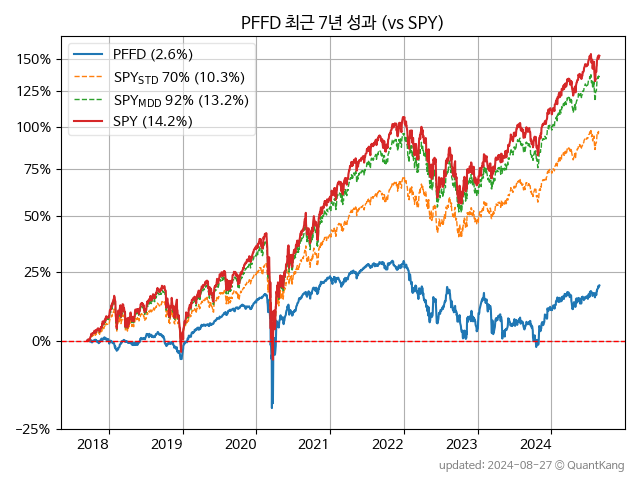 PFFD 최근 7년 성과 (vs SPY)
PFFD (2.6%)
SPY_STD 70% (10.3%)
SPY_MDD 92% (13.2%)
SPY (14.2%)
150%
125%
100%
75%
50%
25%
0%
−25%
2018 2019 2020 2021 2022 2023 2024
updated: 2024-08-27 © QuantKang